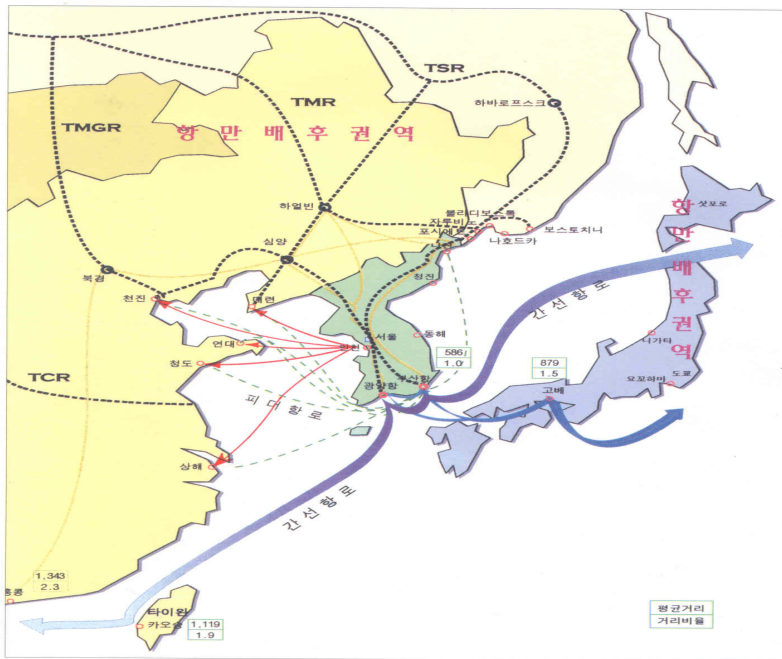 TSR
TMR
하바로프스크
TMGR
항만배후권역
삿포로
하얼빈
블라디보스톡
자루비노
포시에트
보스토치니
나호드카
항만배후권역
심양
북경
청진
천진
대련
간선항로
연대
서울
동해
인천
니가타
청도
586
1.0
879
1.5
도쿄
요꼬하마
TCR
광양항
부산항
고베
피더항로
상해
간선항로
1,343
2.3
홍콩
타이완
카오슝
1,119
1.9
평균거리
거리비율